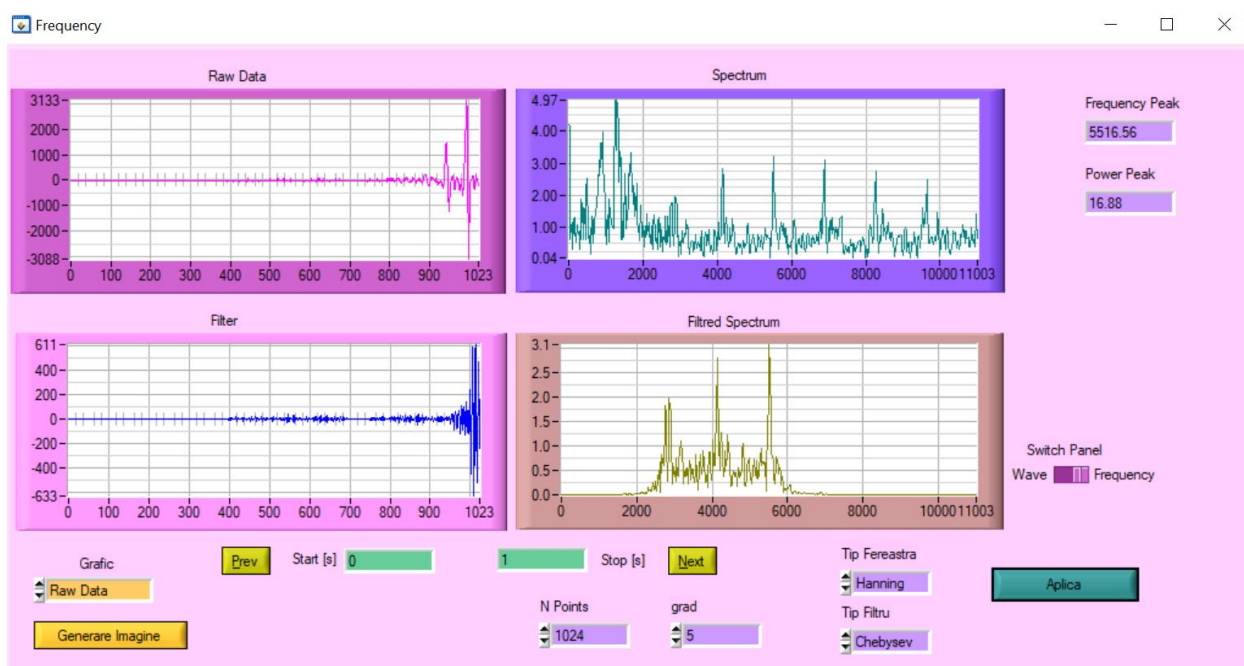 Frequency
Raw Data
3133
2000
1000
0
-1000
-2000
-3088
0 100 200 300 400 500 600 700 800 900 1023
Spectrum
4.97
4.00
3.00
2.00
1.00
0.04
0 2000 4000 6000 8000 10000 11003
Frequency Peak
5516.56
Power Peak
16.88
Filter
611
400
200
0
-200
-400
-633
0 100 200 300 400 500 600 700 800 900 1023
Filtred Spectrum
3.1
2.5
2.0
1.5
1.0
0.5
0.0
0 2000 4000 6000 8000 10000 11003
Switch Panel
Wave Frequency
Grafic
Raw Data
Generare Imagine
Prev Start [s] 0 1 Stop [s] Next
N Points
1024
grad
5
Tip Fereastra
Hanning
Tip Filtru
Chebysev
Aplica